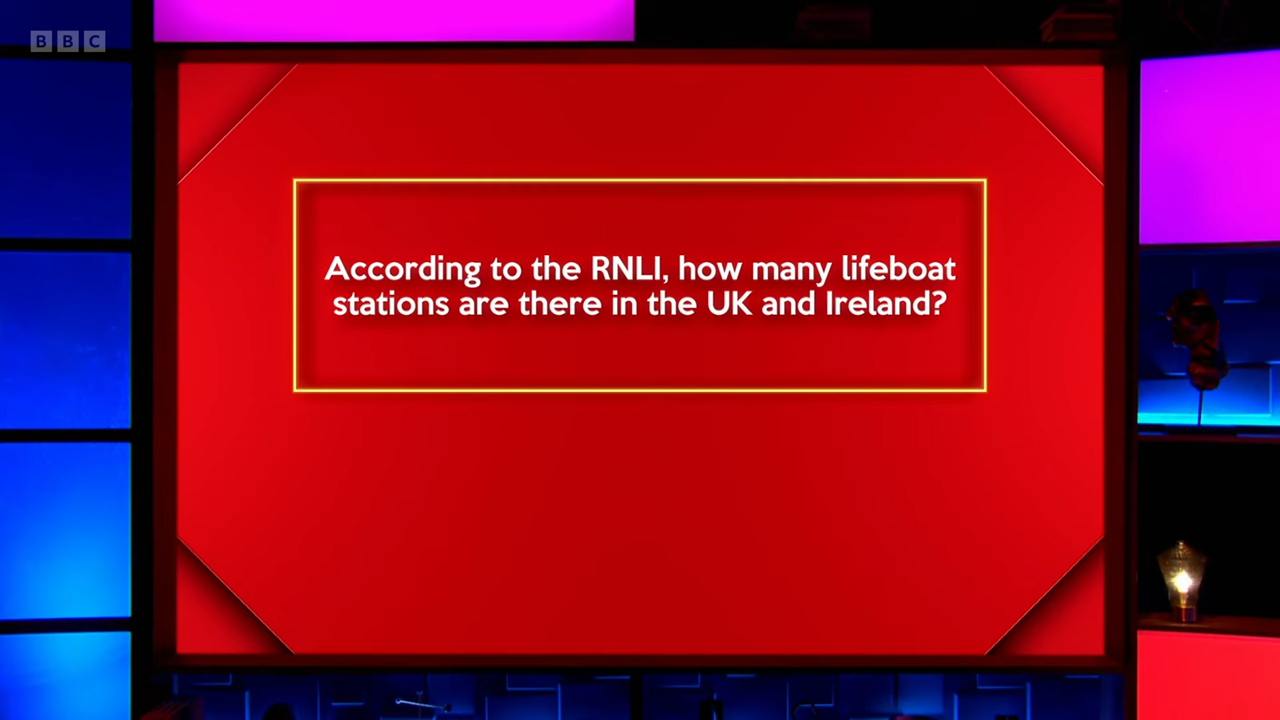 BBC
According to the RNLI, how many lifeboat
stations are there in the UK and Ireland?